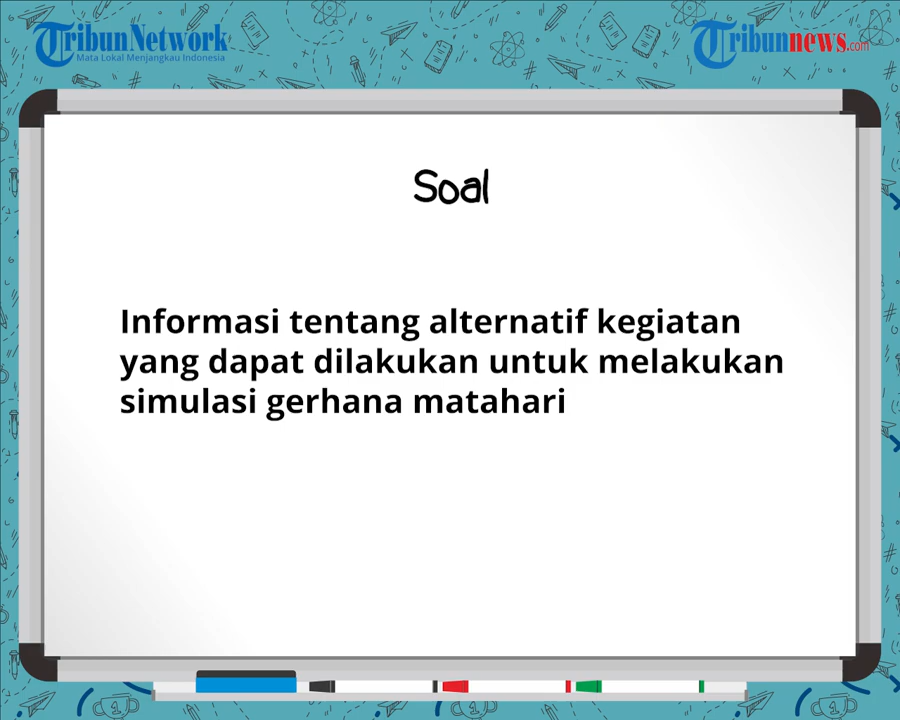 TribunNetwork
Mata Lokal Menjangkau Indonesia
Tribunnews.com
Soal
Informasi tentang alternatif kegiatan
yang dapat dilakukan untuk melakukan
simulasi gerhana matahari